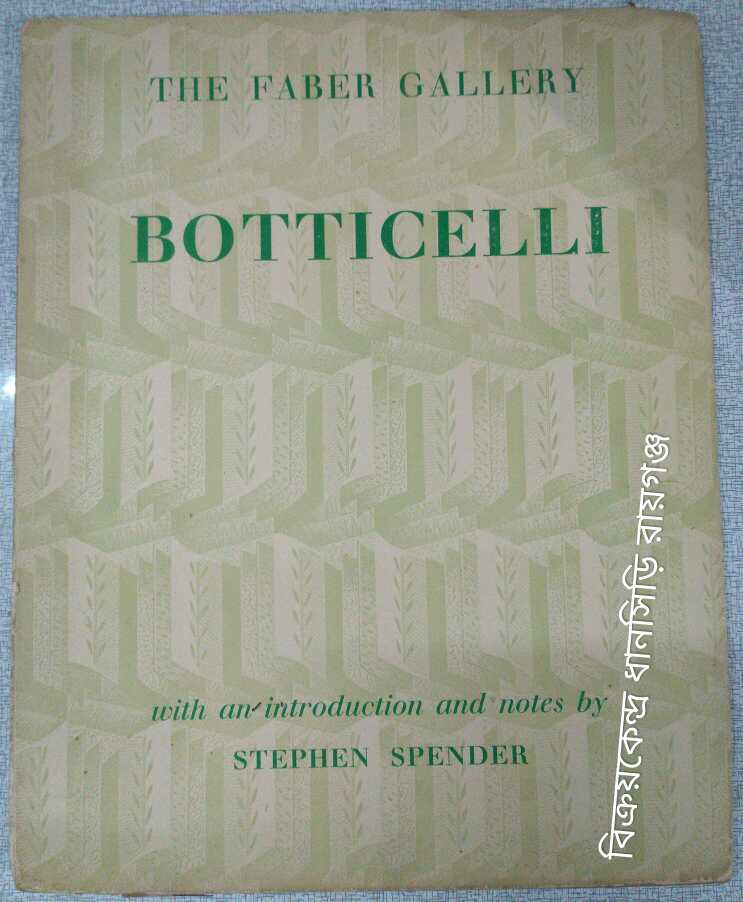 THE FABER GALLERY
BOTTICELLI
with an introduction and notes by
STEPHEN SPENDER
বিক্রয়কেন্দ্র ধানসিড়ি রায়গঞ্জ